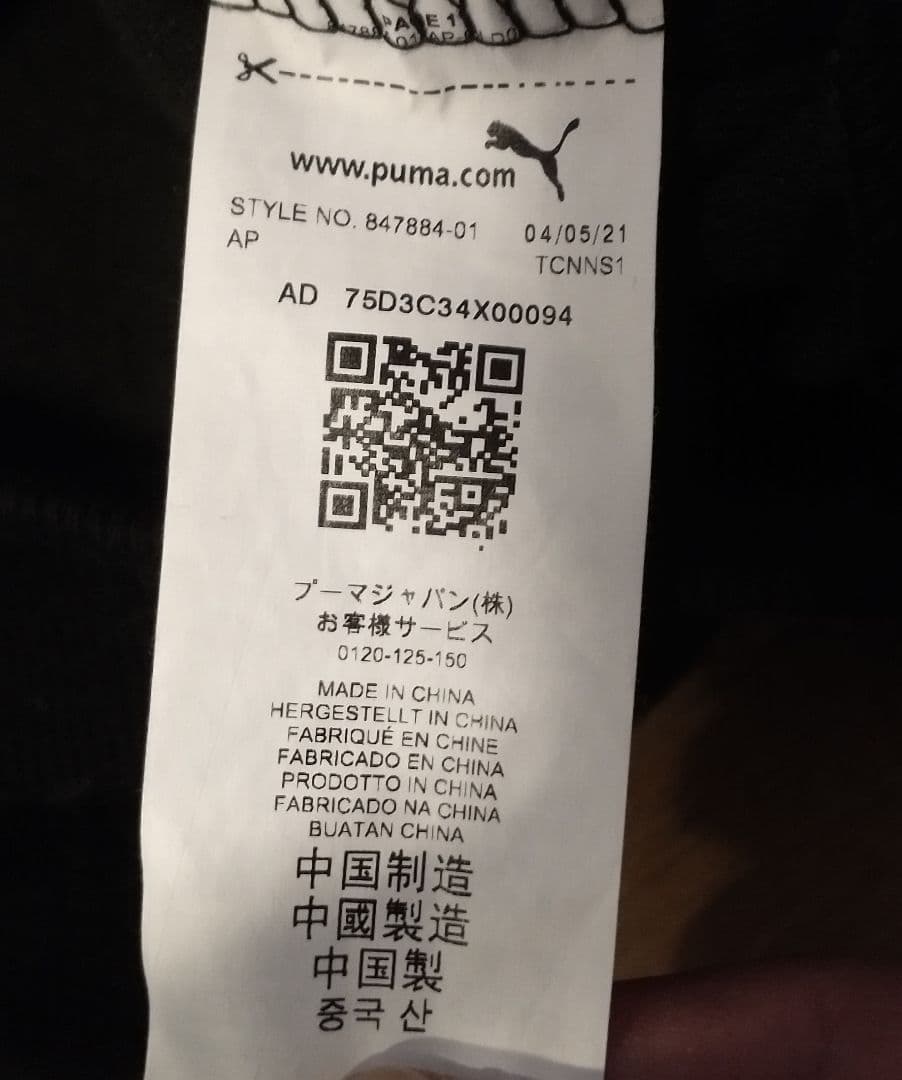 PAGE 1
www.puma.com
STYLE NO. 847884-01 04/05/21
AP TCNNS1
AD 75D3C34X00094
プーマジャパン(株)
お客様サービス
0120-125-150
MADE IN CHINA
HERGESTELLT IN CHINA
FABRIQUÉ EN CHINE
FABRICADO EN CHINA
PRODOTTO IN CHINA
FABRICADO NA CHINA
BUATAN CHINA
中国制造
中國製造
中国製
중국 산